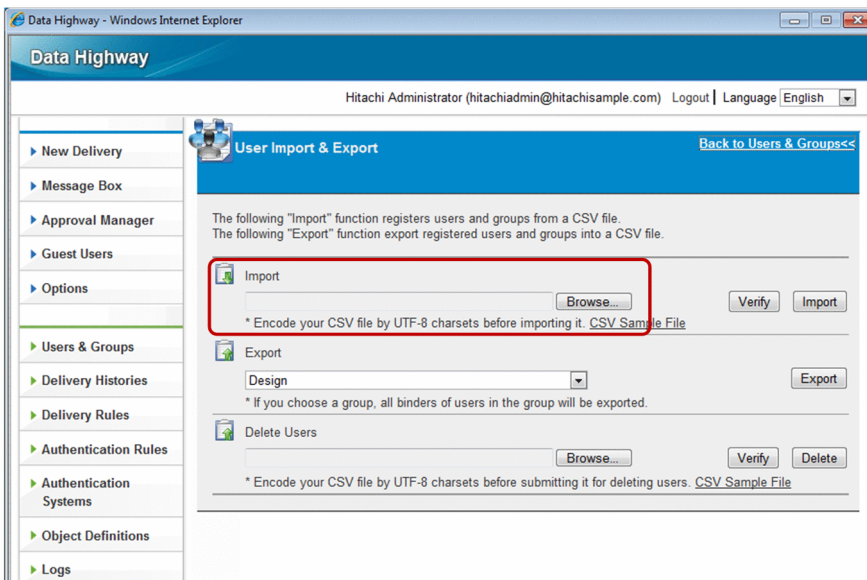 Data Highway - Windows Internet Explorer
Data Highway
Hitachi Administrator (hitachiadmin@hitachisample.com) Logout | Language English
New Delivery
Message Box
Approval Manager
Guest Users
Options
Users & Groups
Delivery Histories
Delivery Rules
Authentication Rules
Authentication
Systems
Object Definitions
Logs
User Import & Export
Back to Users & Groups<<
The following "Import" function registers users and groups from a CSV file.
The following "Export" function export registered users and groups into a CSV file.
Import
Browse... Verify Import
* Encode your CSV file by UTF-8 charsets before importing it. CSV Sample File
Export
Design Export
* If you choose a group, all binders of users in the group will be exported.
Delete Users
Browse... Verify Delete
* Encode your CSV file by UTF-8 charsets before submitting it for deleting users. CSV Sample File